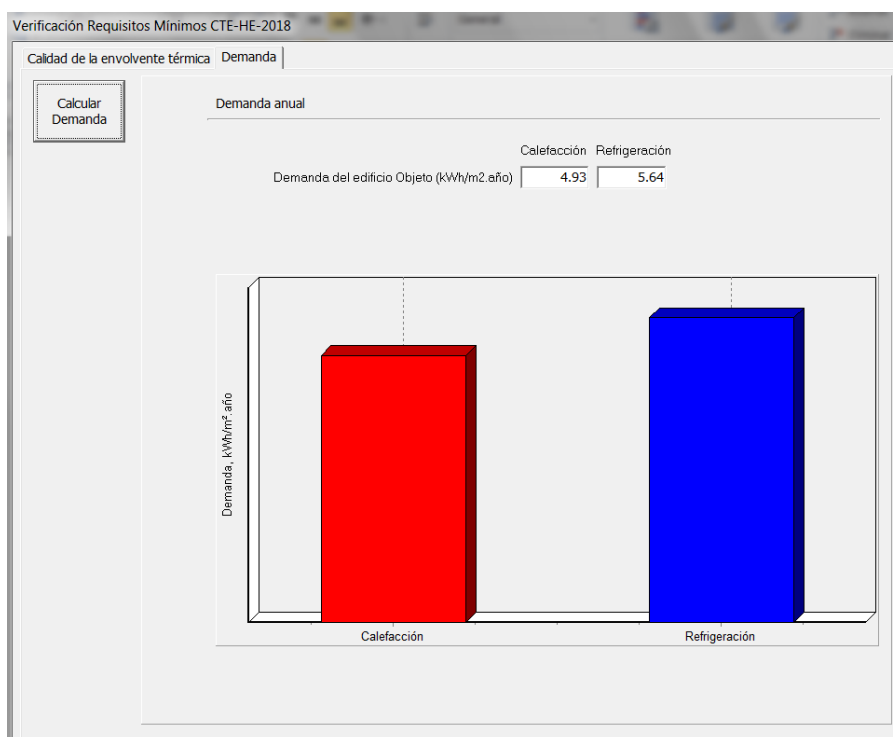 Verificación Requisitos Mínimos CTE-HE-2018
General
Calidad de la envolvente térmica Demanda
Calcular
Demanda
Demanda anual
Calefacción Refrigeración
Demanda del edificio Objeto (kWh/m2.año) 4.93 5.64
Demanda, kWh/m².año
Calefacción Refrigeración